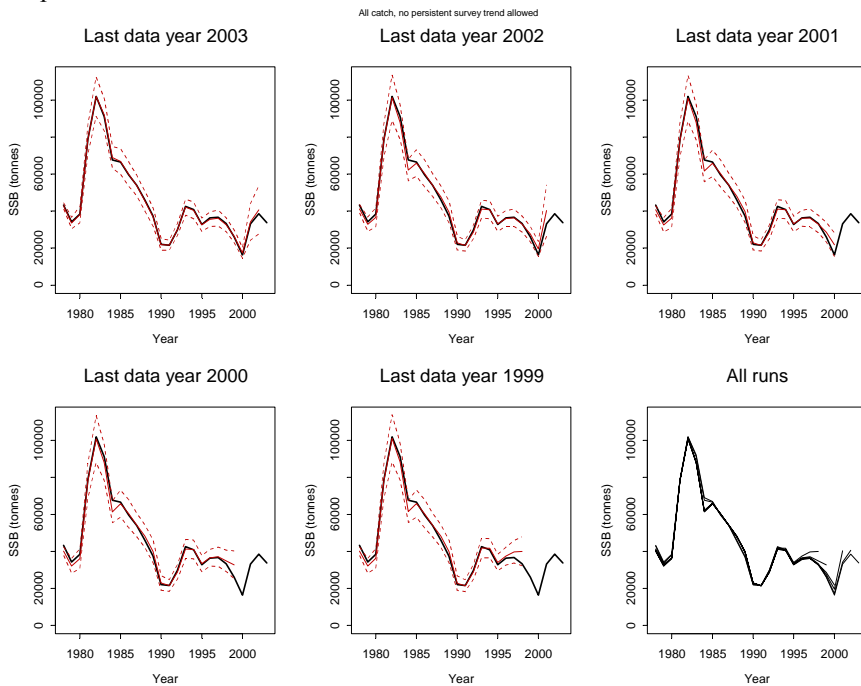 All catch, no persistent survey trend allowed
Last data year 2003
Last data year 2002
Last data year 2001
SSB (tonnes)
0 20000 60000 100000
1980 1985 1990 1995 2000
Year
SSB (tonnes)
0 20000 60000 100000
1980 1985 1990 1995 2000
Year
SSB (tonnes)
0 20000 60000 100000
1980 1985 1990 1995 2000
Year
Last data year 2000
Last data year 1999
All runs
SSB (tonnes)
0 20000 60000 100000
1980 1985 1990 1995 2000
Year
SSB (tonnes)
0 20000 60000 100000
1980 1985 1990 1995 2000
Year
SSB (tonnes)
0 20000 60000 100000
1980 1985 1990 1995 2000
Year